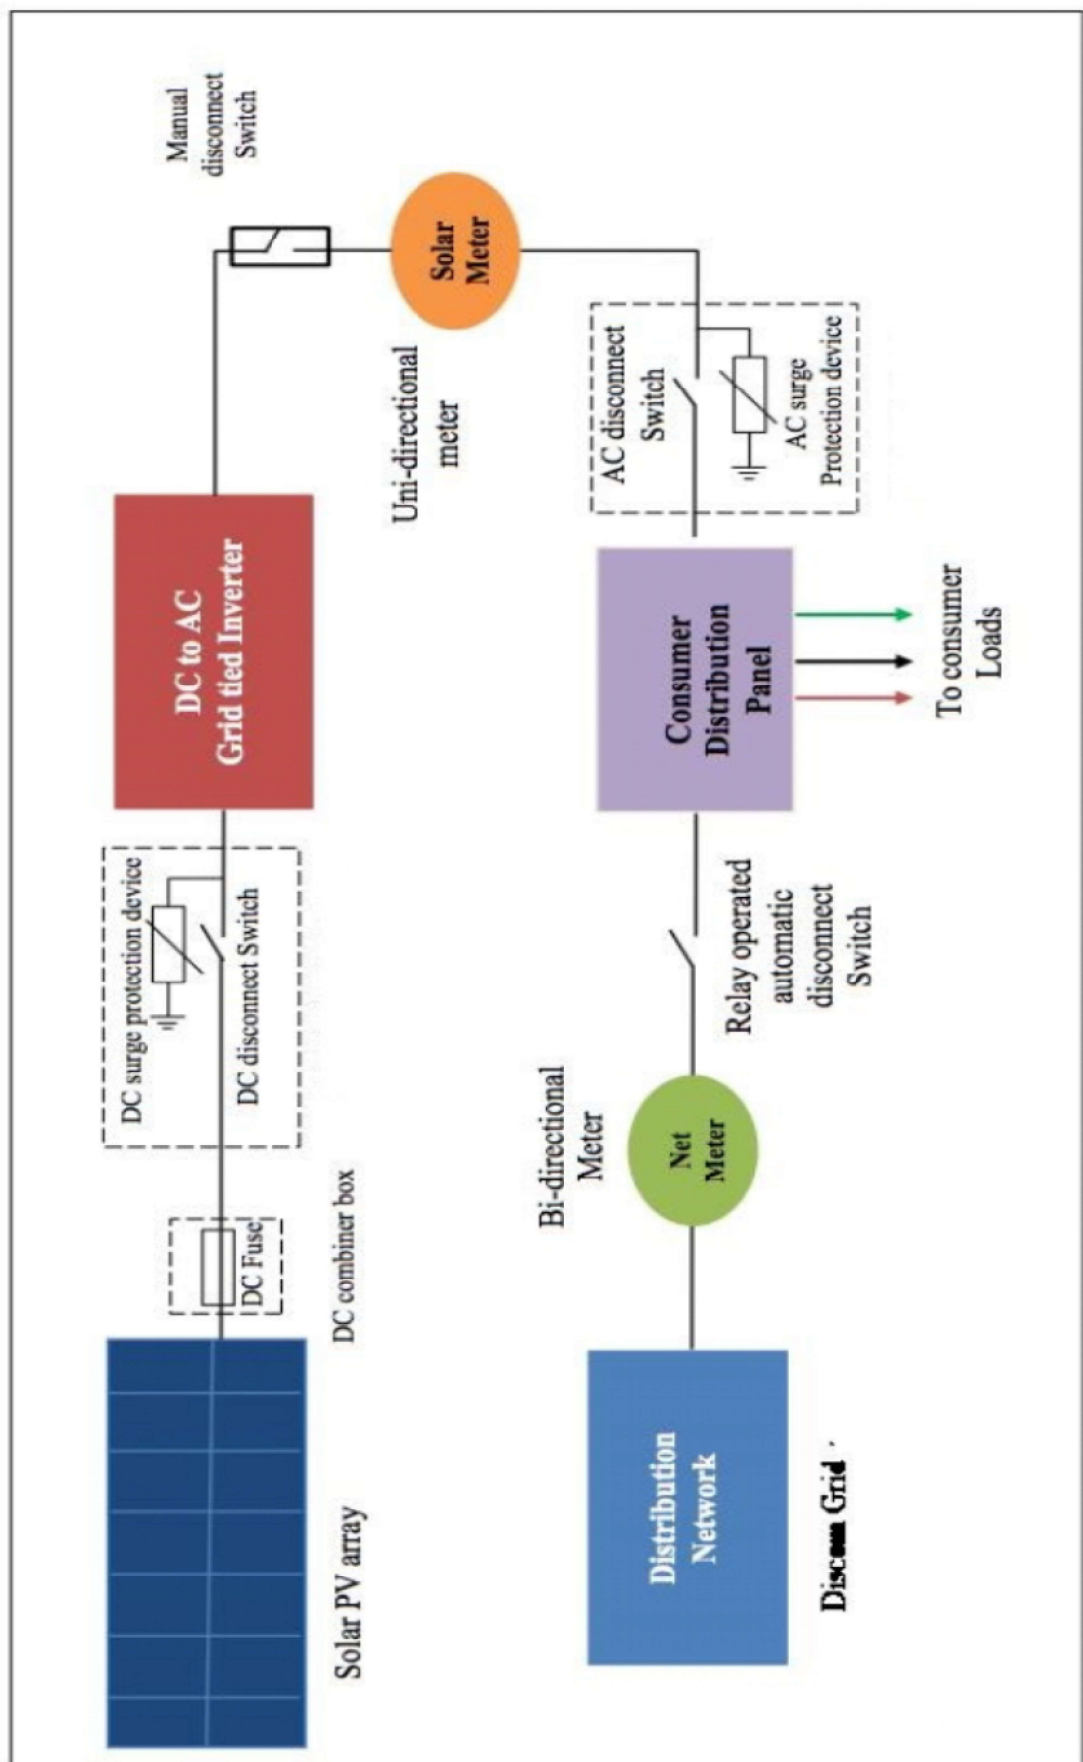 Solar PV array
DC combiner box
DC Fuse
DC surge protection device
DC disconnect Switch
DC to AC
Grid tied Inverter
Manual
disconnect
Switch
Solar
Meter
Uni-directional
meter
AC disconnect
Switch
AC surge
Protection device
Consumer
Distribution
Panel
To consumer
Loads
Relay operated
automatic
disconnect
Switch
Bi-directional
Meter
Net
Meter
Distribution
Network
Discom Grid